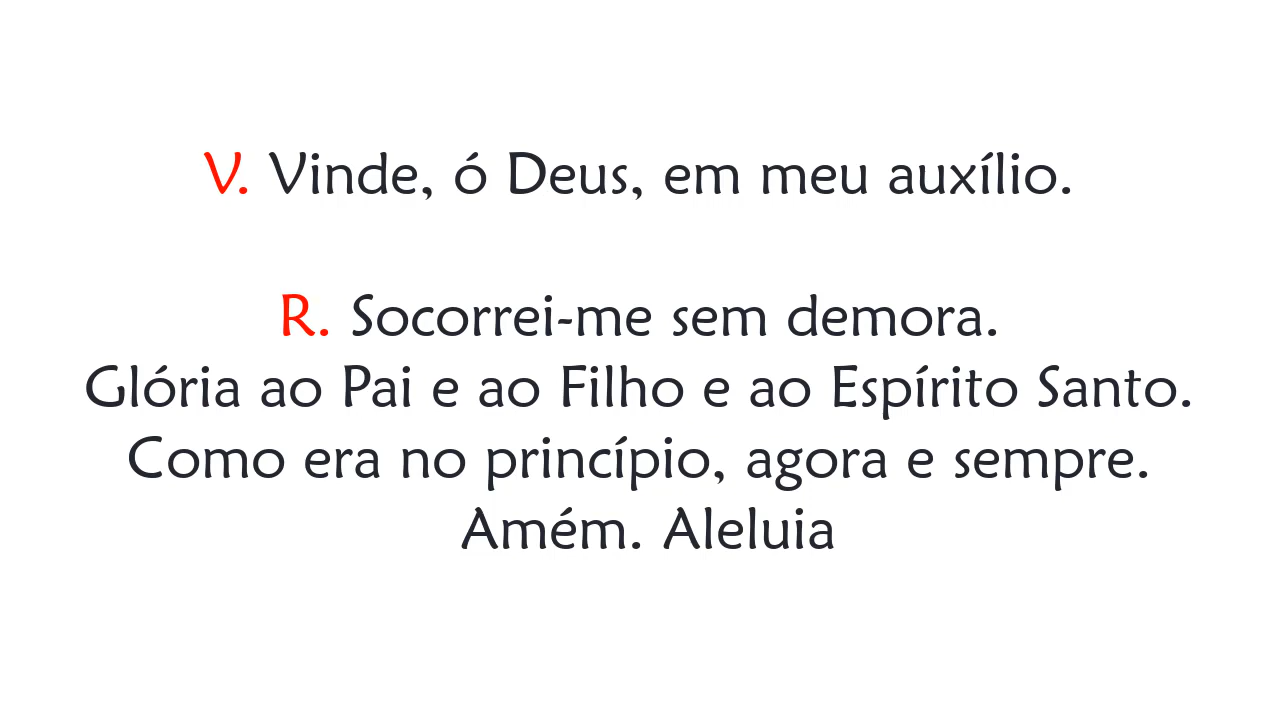 V. Vinde, ó Deus, em meu auxílio.
R. Socorrei-me sem demora.
Glória ao Pai e ao Filho e ao Espírito Santo.
Como era no princípio, agora e sempre.
Amém. Aleluia